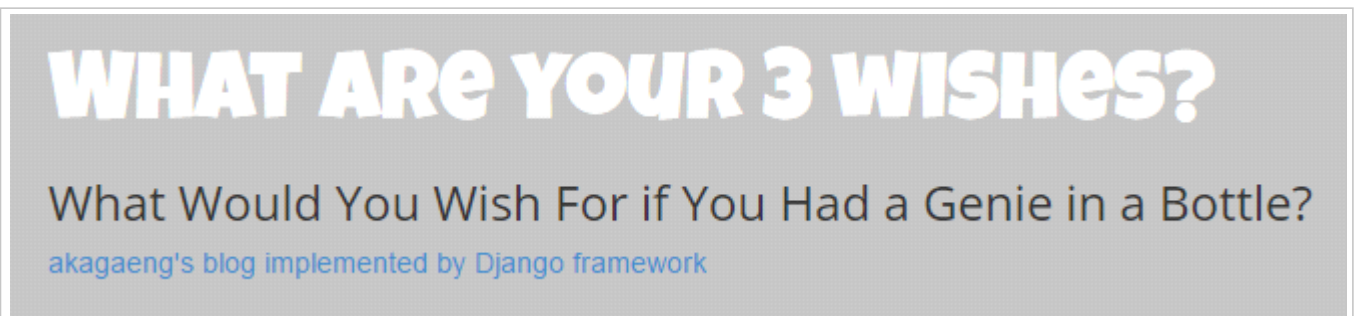 WHAT ARe YOUR 3 WISHeS?
What Would You Wish For if You Had a Genie in a Bottle?
akagaeng's blog implemented by Django framework